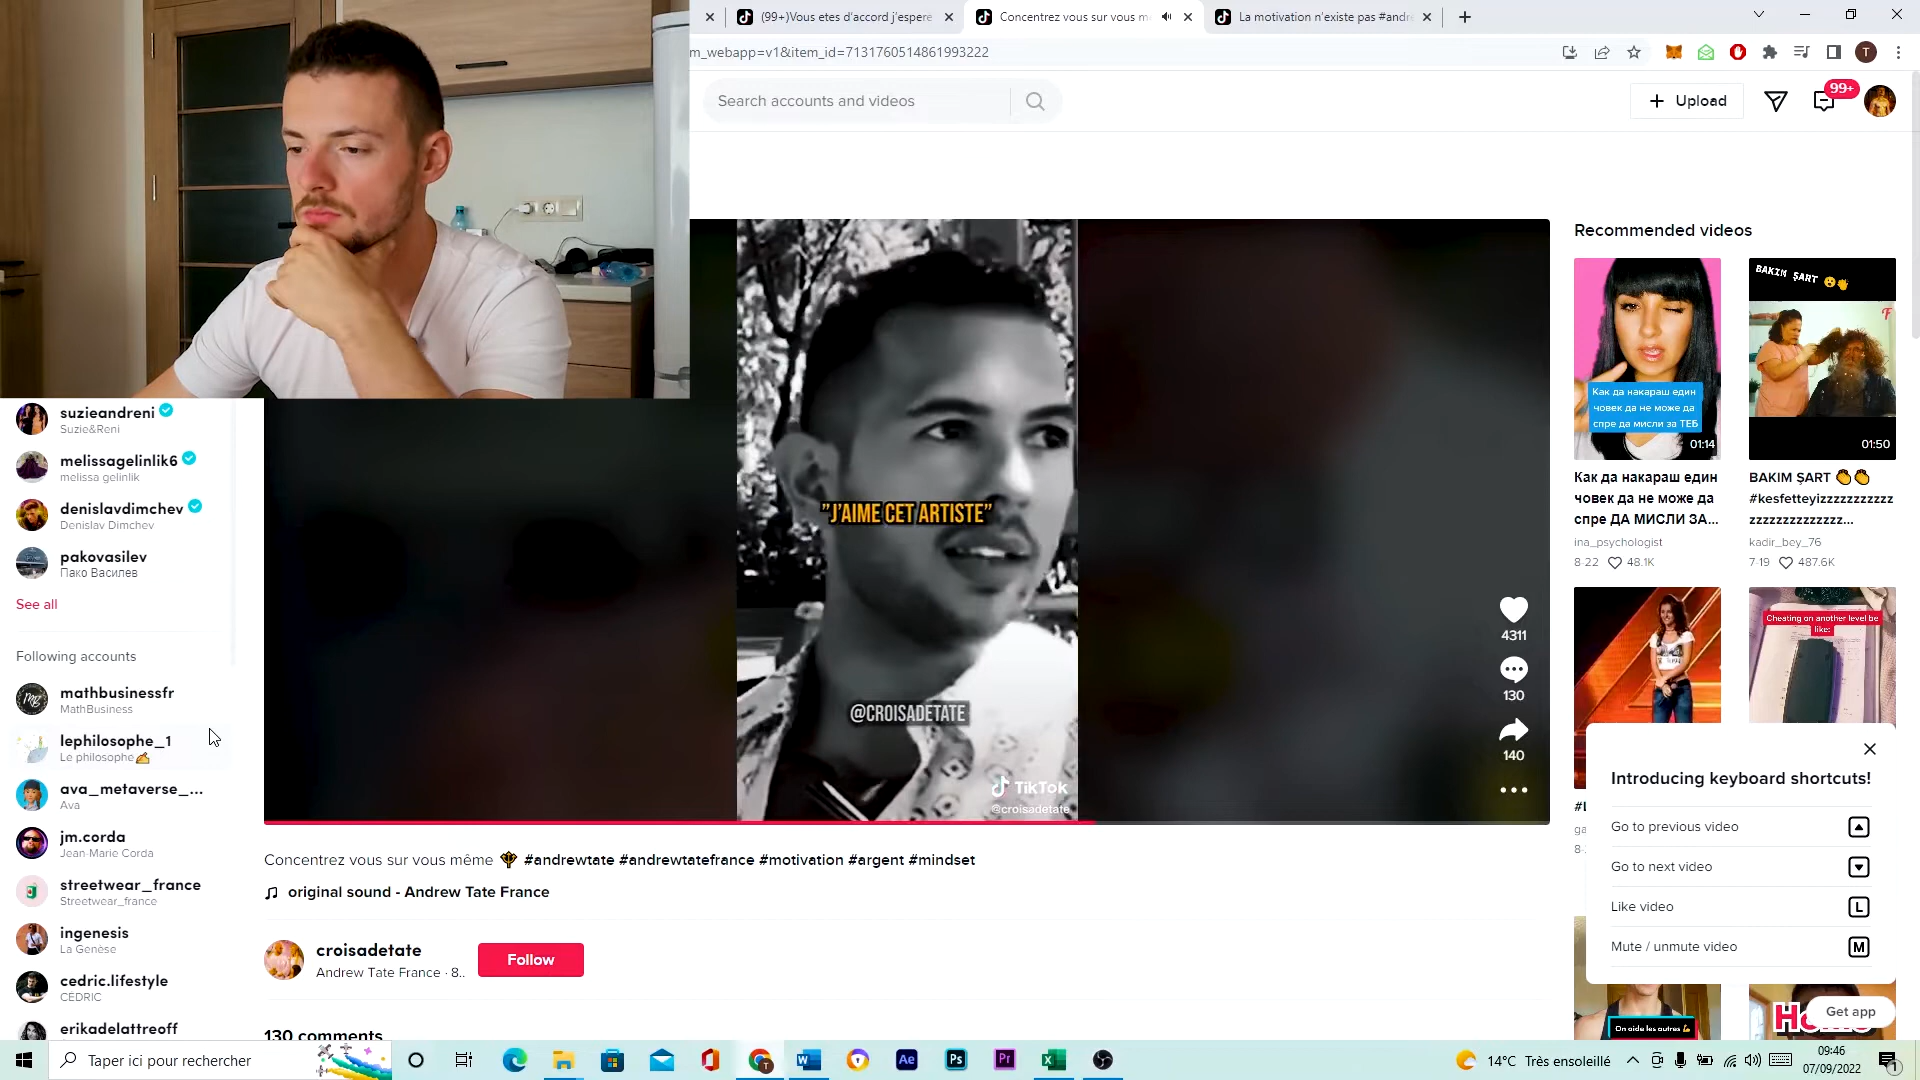 (99+)Vous etes d'accord j'espere
Concentrez vous sur vous m
La motivation n'existe pas #andr
m_webapp=v1&item_id=7131760514861993222
T
Search accounts and videos
Upload
99+
Recommended videos
"J'AIME CET ARTISTE"
@CROISADETATE
TikTok
@croisadetate
4311
130
140
suzieandreni
Suzie&Reni
melissagelinlik6
melissa gelinlik
denislavdimchev
Denislav Dimchev
pakovasilev
Пако Василев
See all
Following accounts
mathbusinessfr
MathBusiness
lephilosophe_1
Le philosophe✍
ava_metaverse_...
Ava
jm.corda
Jean-Marie Corda
streetwear_france
Streetwear_france
ingenesis
La Genèse
cedric.lifestyle
CEDRIC
erikadelattreoff
Concentrez vous sur vous même 🔱 #andrewtate #andrewtatefrance #motivation #argent #mindset
original sound - Andrew Tate France
croisadetate
Andrew Tate France · 8..
Follow
130 comments
Как да накараш един
човек да не може да
спре да мисли за ТЕБ
01:14
Как да накараш един
човек да не може да
спре ДА МИСЛИ ЗА...
ina_psychologist
8-22 48.1K
BAKIM ŞART 😮👏
01:50
BAKIM ŞART 👏👏
#kesfetteyizzzzzzzzzzz
zzzzzzzzzzzzzz...
kadir_bey_76
7-19 487.6K
Cheating on another level be
like:
Introducing keyboard shortcuts!
Go to previous video
Go to next video
Like video L
Mute / unmute video M
On aide les autres 💪
Get app
Taper ici pour rechercher
Ae
Ps
Pr
14°C Très ensoleillé
09:46
07/09/2022
1